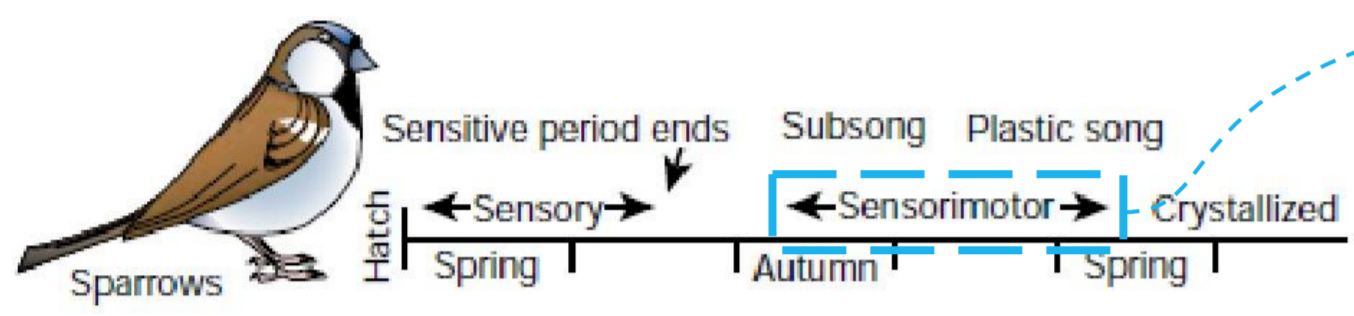 Sensitive period ends Subsong Plastic song
Hatch Sensory Sensorimotor Crystallized
Sparrows Spring Autumn Spring